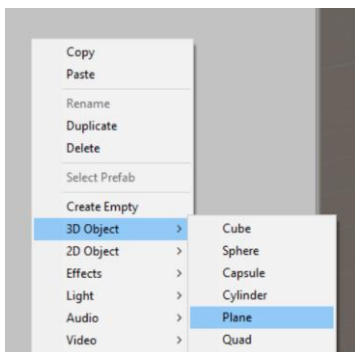 Copy
Paste
Rename
Duplicate
Delete
Select Prefab
Create Empty
3D Object >
2D Object >
Effects >
Light >
Audio >
Video >
Cube
Sphere
Capsule
Cylinder
Plane
Quad